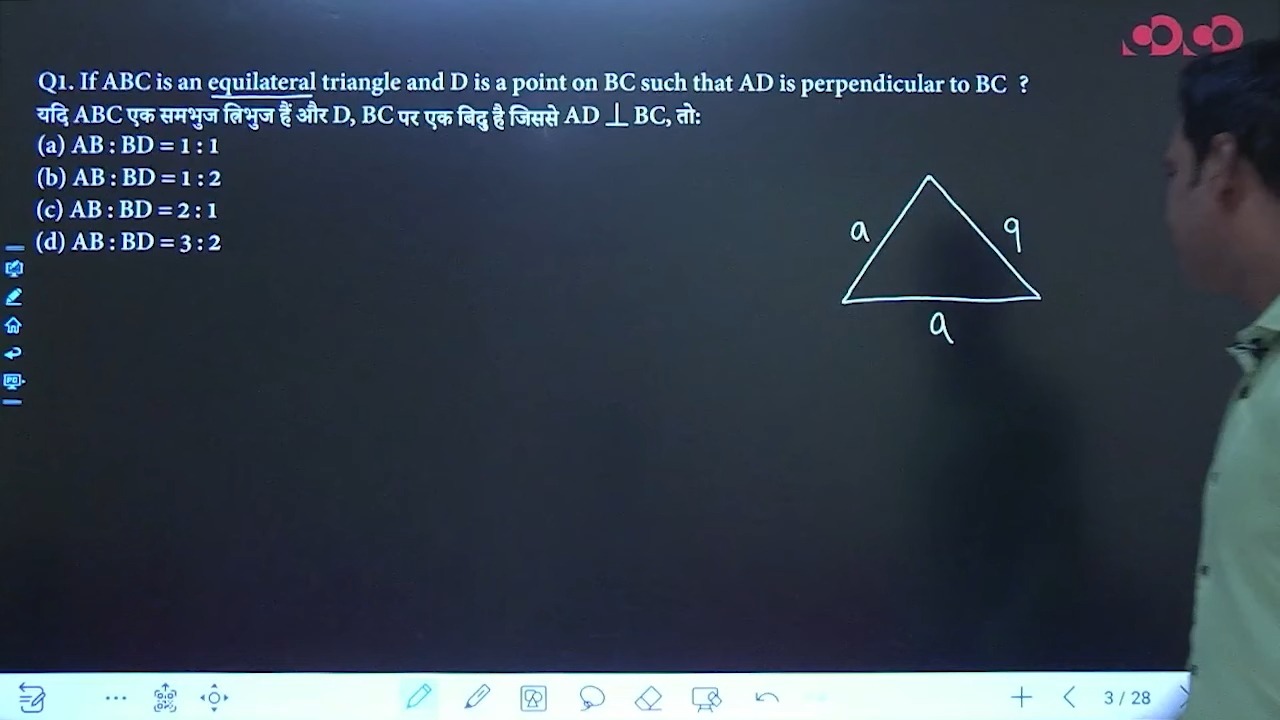 Q1. If ABC is an equilateral triangle and D is a point on BC such that AD is perpendicular to BC ?
यदि ABC एक समभुज त्रिभुज हैं और D, BC पर एक बिंदु है जिससे AD ⊥ BC, तो:
(a) AB : BD = 1 : 1
(b) AB : BD = 1 : 2
(c) AB : BD = 2 : 1
(d) AB : BD = 3 : 2
a
a
a
3 / 28